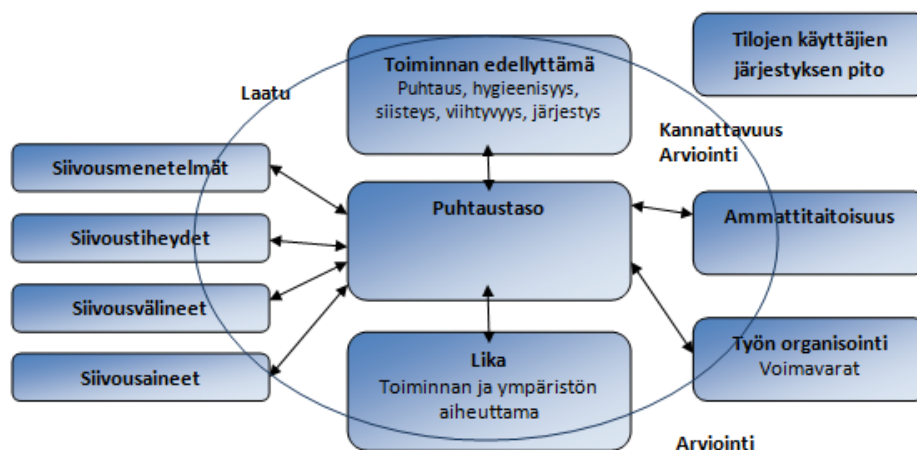 Toiminnan edellyttämä
Puhtaus, hygieenisyys,
siisteys, viihtyvyys, järjestys
Tilojen käyttäjien
järjestyksen pito
Laatu
Kannattavuus
Arviointi
Siivousmenetelmät
Siivoustiheydet
Siivousvälineet
Siivousaineet
Puhtaustaso
Ammattitaitoisuus
Lika
Toiminnan ja ympäristön
aiheuttama
Työn organisointi
Voimavarat
Arviointi